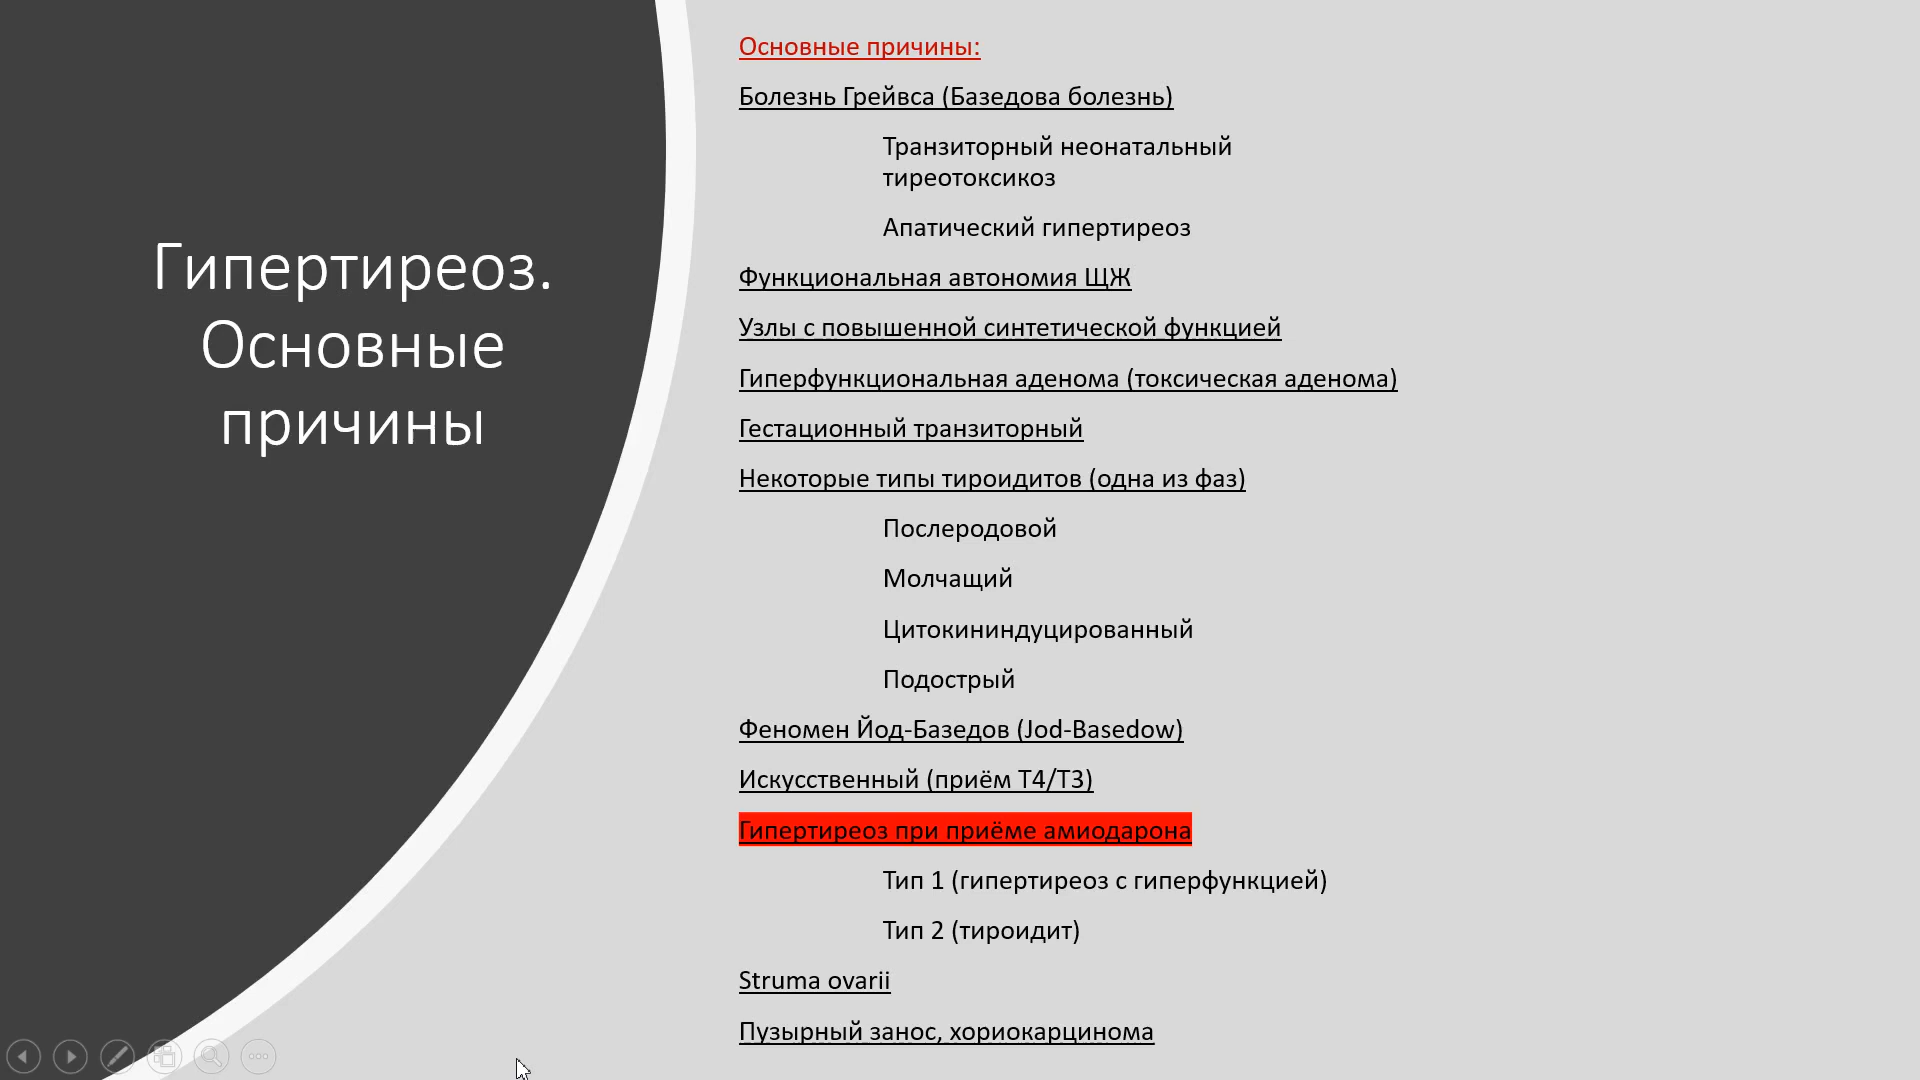 Гипертиреоз.
Основные
причины
Основные причины:
Болезнь Грейвса (Базедова болезнь)
Транзиторный неонатальный
тиреотоксикоз
Апатический гипертиреоз
Функциональная автономия ЩЖ
Узлы с повышенной синтетической функцией
Гиперфункциональная аденома (токсическая аденома)
Гестационный транзиторный
Некоторые типы тироидитов (одна из фаз)
Послеродовой
Молчащий
Цитокининдуцированный
Подострый
Феномен Йод-Базедов (Jod-Basedow)
Искусственный (приём Т4/Т3)
Гипертиреоз при приёме амиодарона
Тип 1 (гипертиреоз с гиперфункцией)
Тип 2 (тироидит)
Struma ovarii
Пузырный занос, хориокарцинома